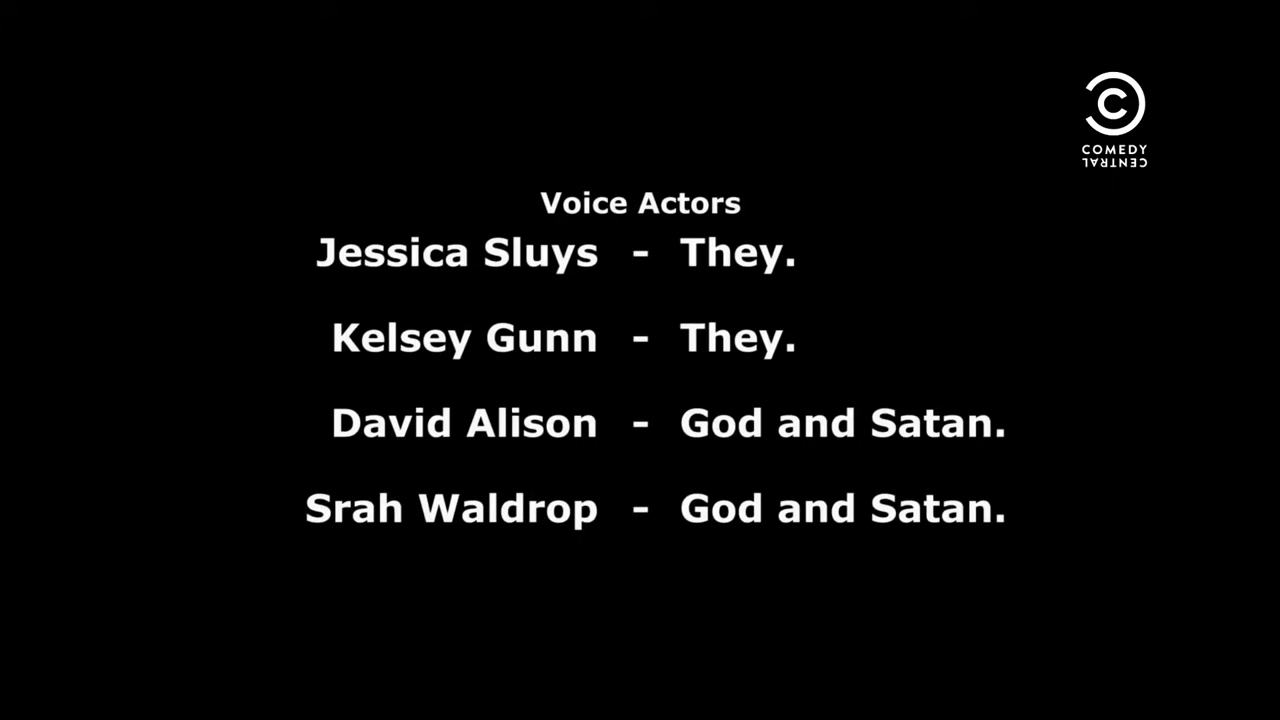 COMEDY
CENTRAL
Voice Actors
Jessica Sluys - They.
Kelsey Gunn - They.
David Alison - God and Satan.
Srah Waldrop - God and Satan.